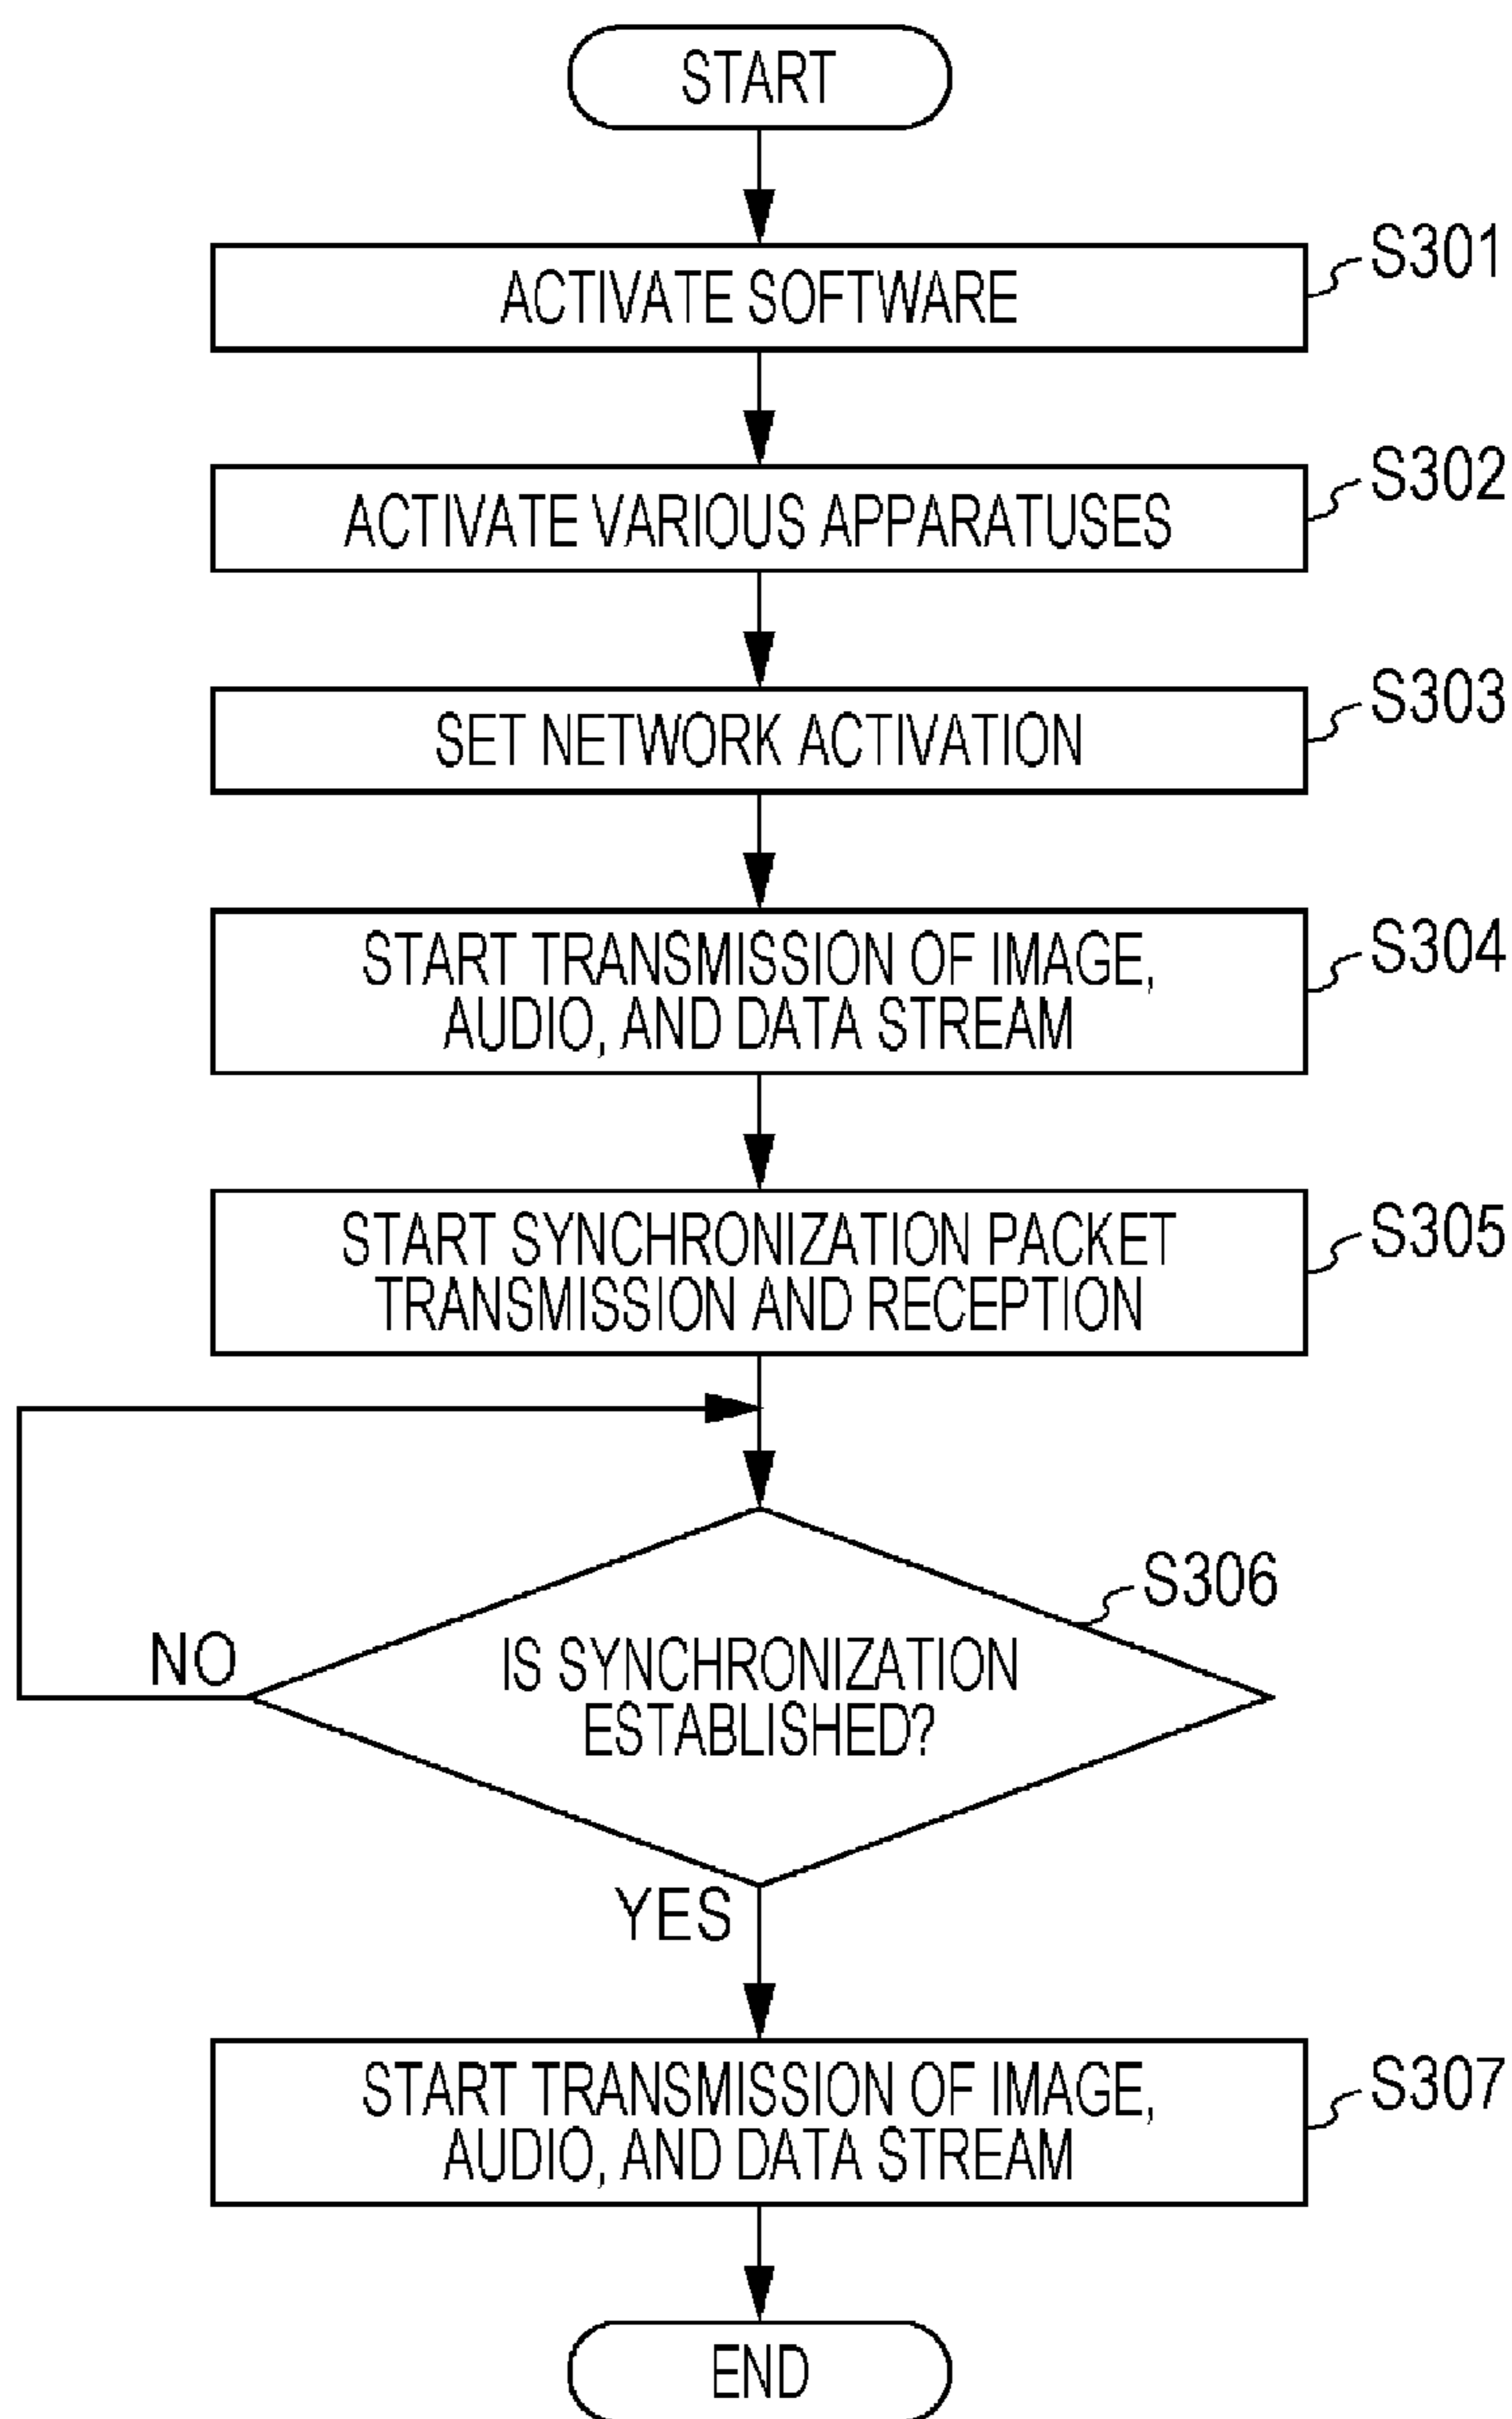 START
ACTIVATE SOFTWARE
S301
ACTIVATE VARIOUS APPARATUSES
S302
SET NETWORK ACTIVATION
S303
START TRANSMISSION OF IMAGE,
AUDIO, AND DATA STREAM
S304
START SYNCHRONIZATION PACKET
TRANSMISSION AND RECEPTION
S305
IS SYNCHRONIZATION
ESTABLISHED?
S306
NO
YES
START TRANSMISSION OF IMAGE,
AUDIO, AND DATA STREAM
S307
END